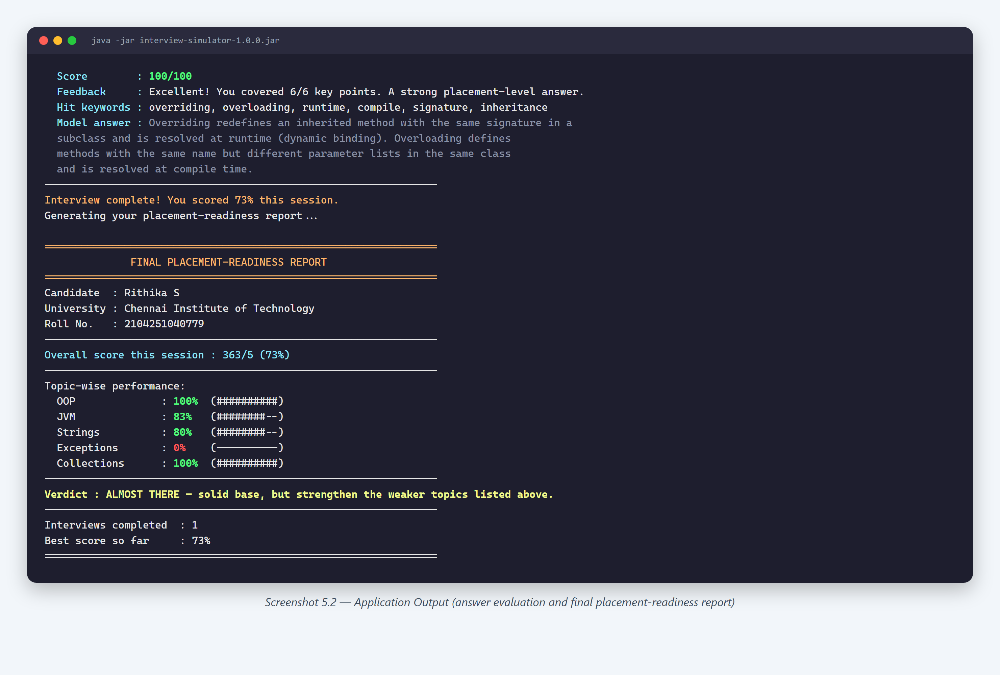 java -jar interview-simulator-1.0.0.jar
Score : 100/100
Feedback : Excellent! You covered 6/6 key points. A strong placement-level answer.
Hit keywords : overriding, overloading, runtime, compile, signature, inheritance
Model answer : Overriding redefines an inherited method with the same signature in a
subclass and is resolved at runtime (dynamic binding). Overloading defines
methods with the same name but different parameter lists in the same class
and is resolved at compile time.
Interview complete! You scored 73% this session.
Generating your placement-readiness report...
FINAL PLACEMENT-READINESS REPORT
Candidate : Rithika S
University : Chennai Institute of Technology
Roll No. : 2104251040779
Overall score this session : 363/5 (73%)
Topic-wise performance:
OOP : 100% (##########)
JVM : 83% (########--)
Strings : 80% (########--)
Exceptions : 0% (----------)
Collections : 100% (##########)
Verdict : ALMOST THERE - solid base, but strengthen the weaker topics listed above.
Interviews completed : 1
Best score so far : 73%
Screenshot 5.2 — Application Output (answer evaluation and final placement-readiness report)